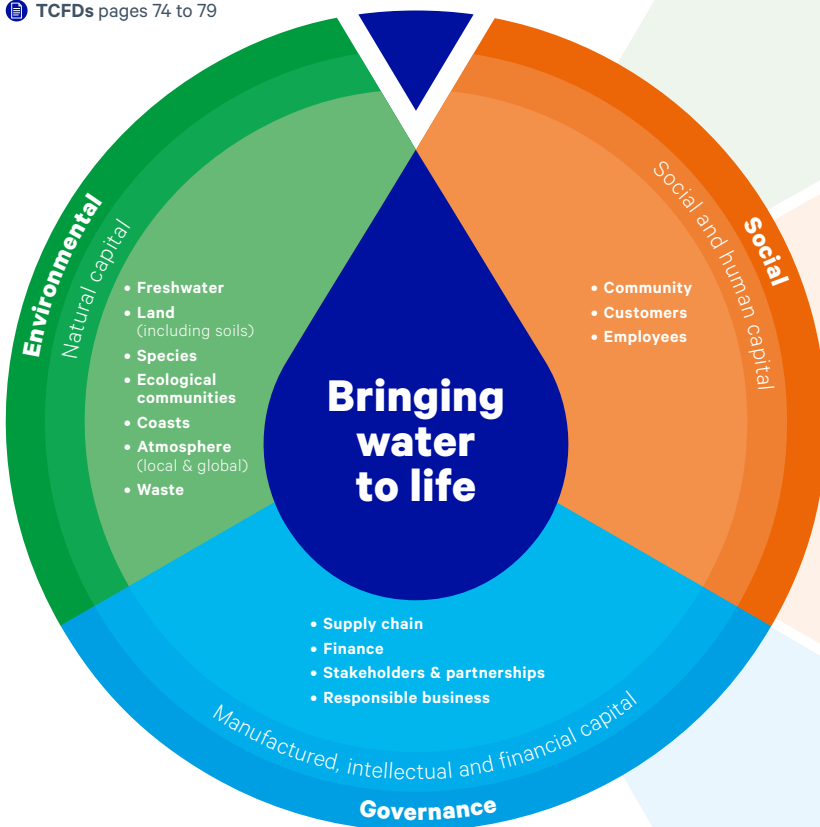 TCFDs pages 74 to 79
Environmental
Natural capital
• Freshwater
• Land
(including soils)
• Species
• Ecological
communities
• Coasts
• Atmosphere
(local & global)
• Waste
Bringing
water
to life
Social
Social and human capital
• Community
• Customers
• Employees
• Supply chain
• Finance
• Stakeholders & partnerships
• Responsible business
Manufactured, intellectual and financial capital
Governance